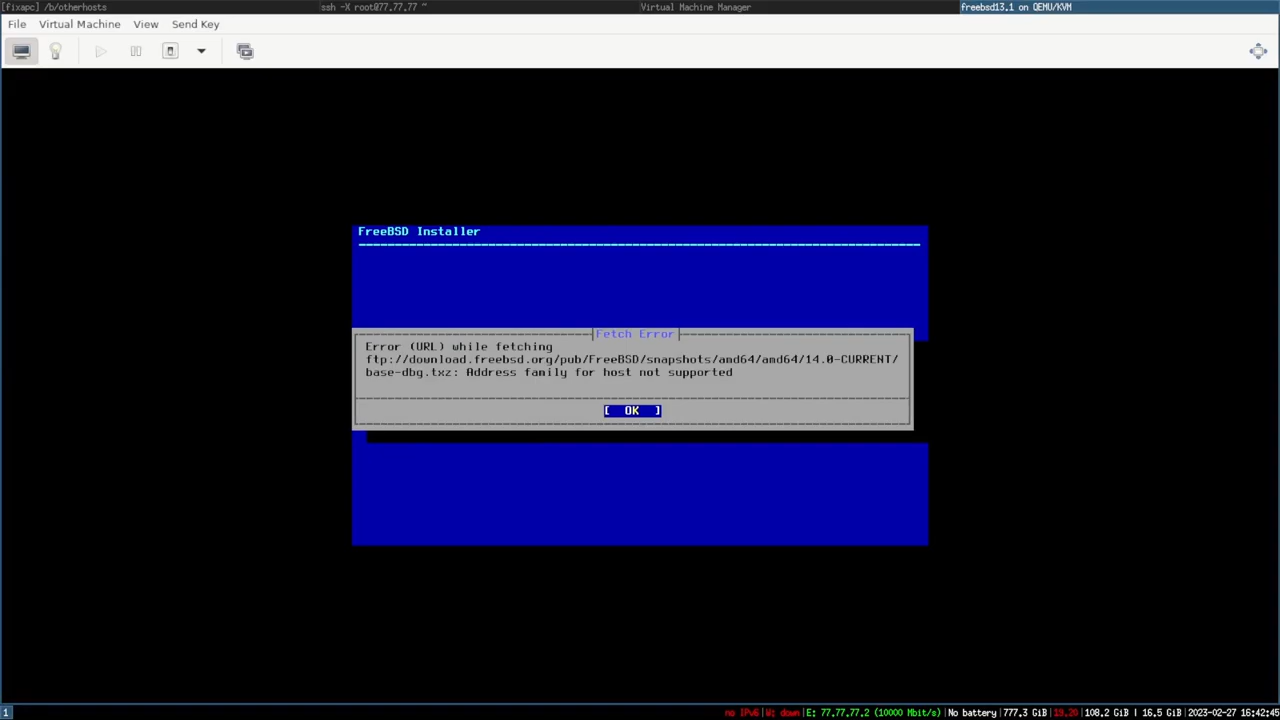 [fixapc] /b/otherhosts
ssh -X root@77.77.77 ~
Virtual Machine Manager
freebsd13.1 on QEMU/KVM
File Virtual Machine View Send Key
FreeBSD Installer
Fetch Error
Error (URL) while fetching
ftp://download.freebsd.org/pub/FreeBSD/snapshots/amd64/amd64/14.0-CURRENT/
base-dbg.txz: Address family for host not supported
[ OK ]
1
no IPv6|W: down|E: 77.77.77.2 (10000 Mbit/s)|No battery|777.3 GiB|19.20|108.2 GiB | 16.5 GiB|2023-02-27 16:42:45